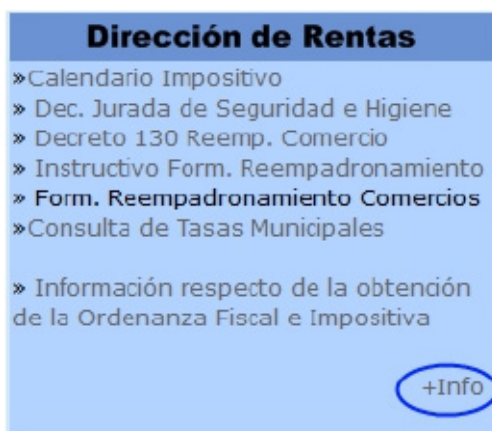 Dirección de Rentas
»Calendario Impositivo
» Dec. Jurada de Seguridad e Higiene
» Decreto 130 Reemp. Comercio
» Instructivo Form. Reempadronamiento
» Form. Reempadronamiento Comercios
»Consulta de Tasas Municipales
» Información respecto de la obtención
de la Ordenanza Fiscal e Impositiva
+Info